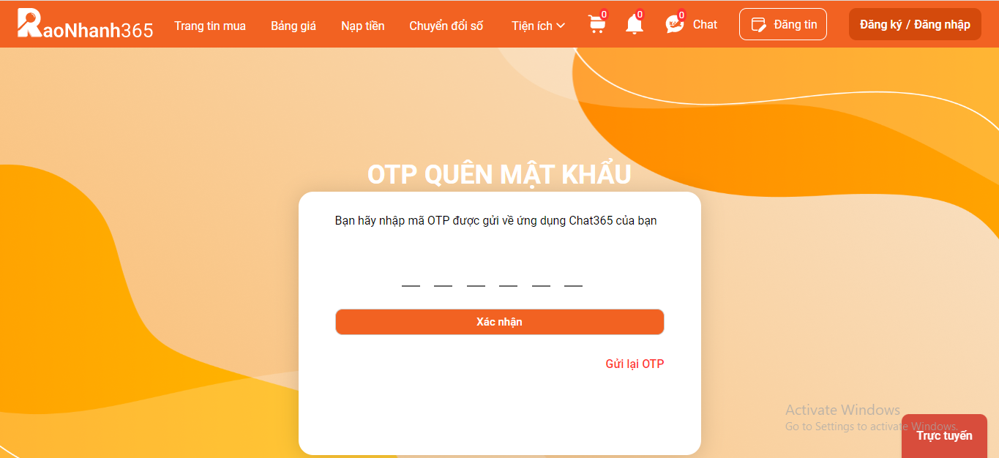 RaoNhanh365 Trang tin mua Bảng giá Nạp tiền Chuyển đổi số Tiện ích 0 0 0 Chat Đăng tin Đăng ký / Đăng nhập
OTP QUÊN MẬT KHẨU
Bạn hãy nhập mã OTP được gửi về ứng dụng Chat365 của bạn
Xác nhận
Gửi lại OTP
Activate Windows
Go to Settings to activate Windows.
Trực tuyến